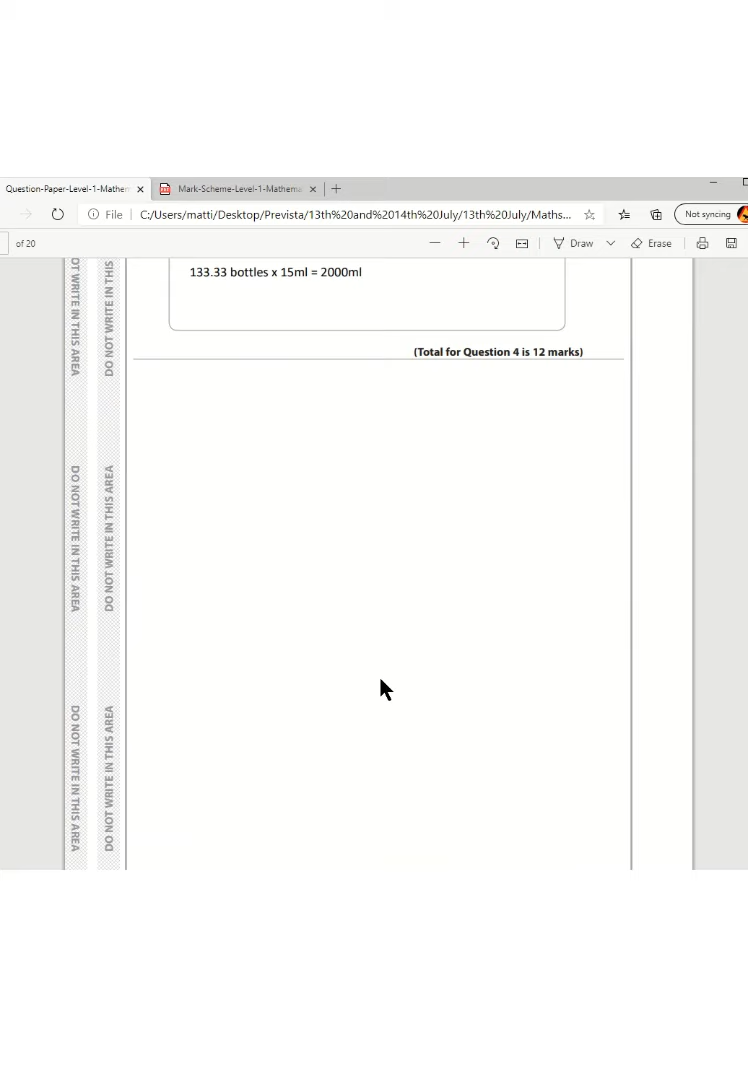 Question-Paper-Level-1-Mathem
Mark-Scheme-Level-1-Mathema
File
C:/Users/matti/Desktop/Prevista/13th%20and%2014th%20July/13th%20July/Maths...
Not syncing
of 20
Draw
Erase
133.33 bottles x 15ml = 2000ml
(Total for Question 4 is 12 marks)
OT WRITE IN THIS AREA
DO NOT WRITE IN THIS AREA
DO NOT WRITE IN THIS AREA
DO NOT WRITE IN THIS AREA
DO NOT WRITE IN THIS AREA
DO NOT WRITE IN THIS AREA